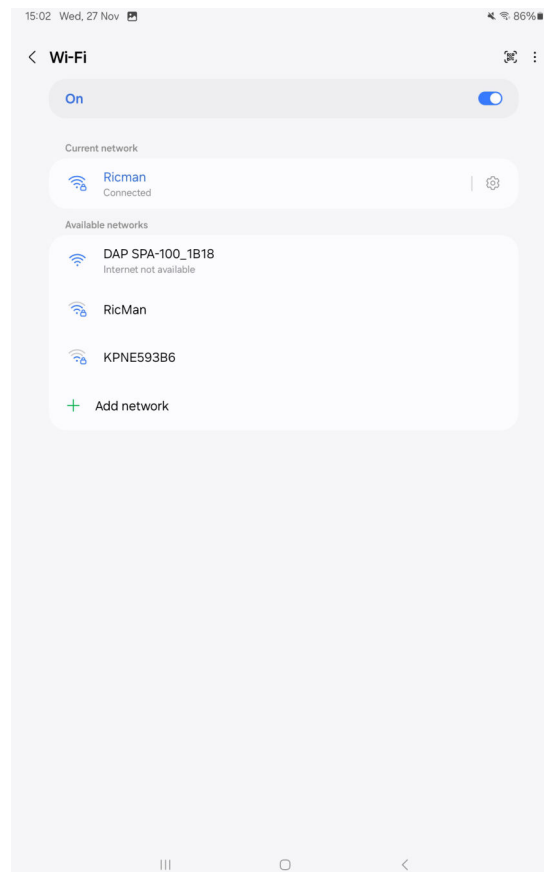 15:02 Wed, 27 Nov 86%
Wi-Fi
On
Current network
Ricman
Connected
Available networks
DAP SPA-100_1B18
Internet not available
RicMan
KPNE593B6
Add network